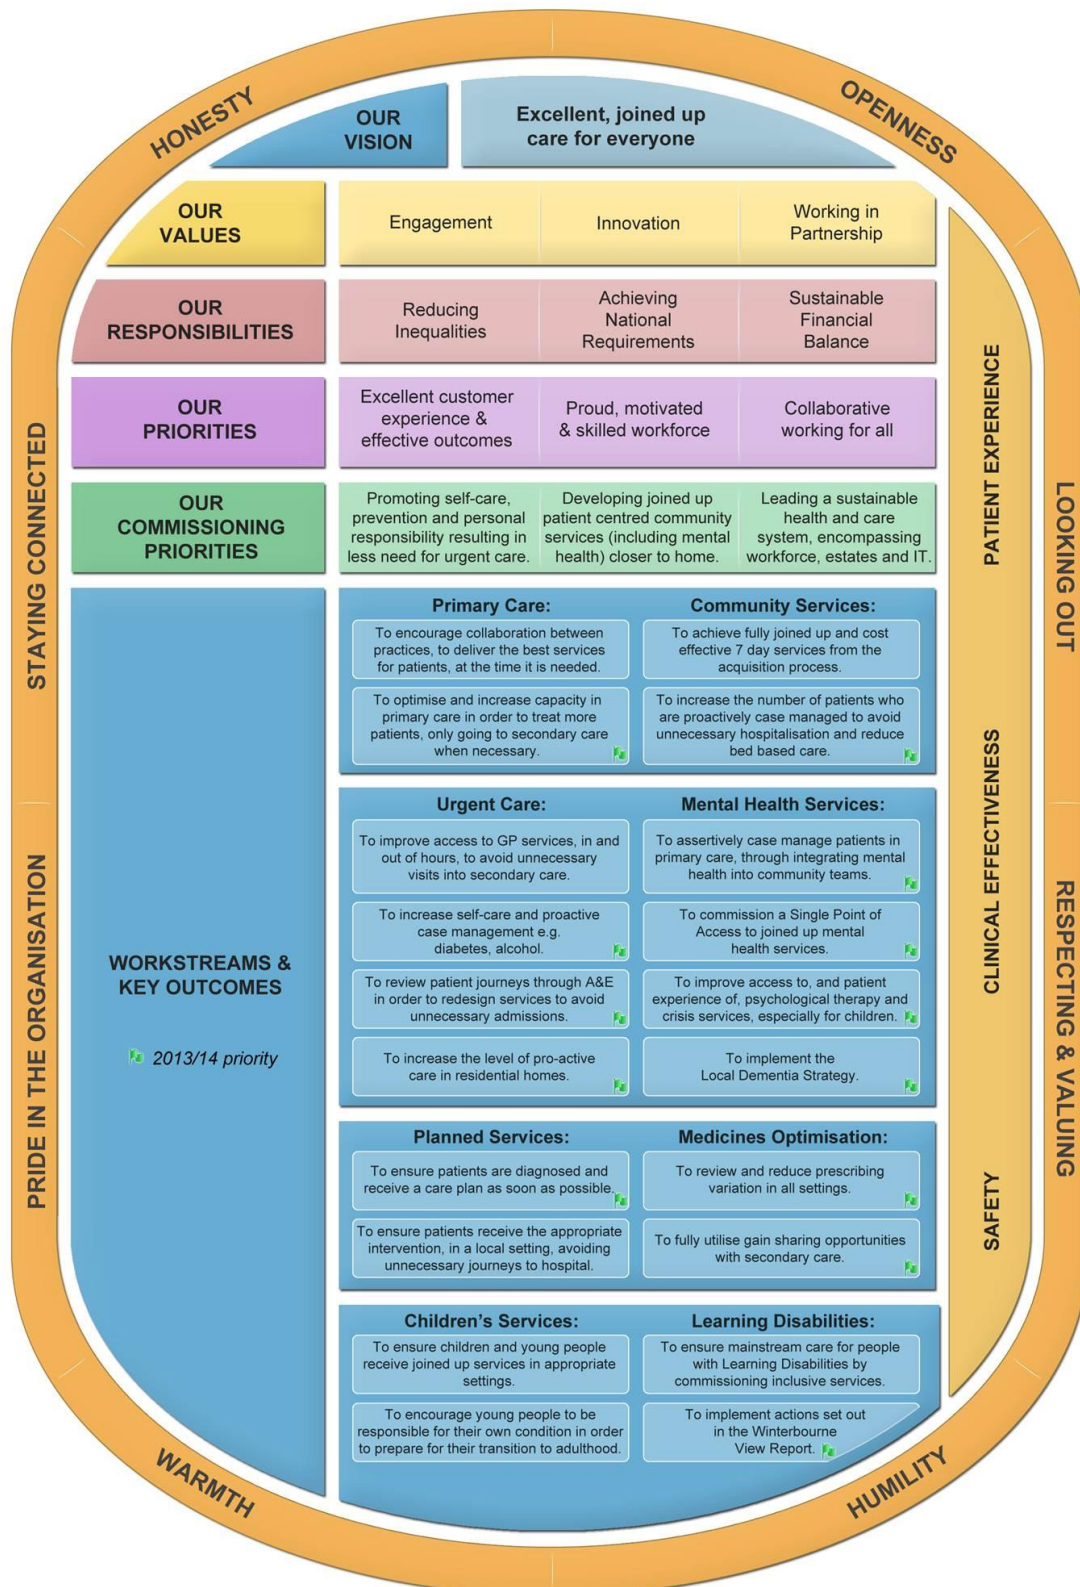 HONESTY
OPENNESS
STAYING CONNECTED
LOOKING OUT
PRIDE IN THE ORGANISATION
RESPECTING & VALUING
WARMTH
HUMILITY
OUR
VISION
Excellent, joined up
care for everyone
OUR
VALUES
Engagement
Innovation
Working in
Partnership
OUR
RESPONSIBILITIES
Reducing
Inequalities
Achieving
National
Requirements
Sustainable
Financial
Balance
OUR
PRIORITIES
Excellent customer
experience &
effective outcomes
Proud, motivated
& skilled workforce
Collaborative
working for all
OUR
COMMISSIONING
PRIORITIES
Promoting self-care,
prevention and personal
responsibility resulting in
less need for urgent care.
Developing joined up
patient centred community
services (including mental
health) closer to home.
Leading a sustainable
health and care
system, encompassing
workforce, estates and IT.
PATIENT EXPERIENCE
CLINICAL EFFECTIVENESS
SAFETY
WORKSTREAMS &
KEY OUTCOMES
2013/14 priority
Primary Care:
To encourage collaboration between
practices, to deliver the best services
for patients, at the time it is needed.
To optimise and increase capacity in
primary care in order to treat more
patients, only going to secondary care
when necessary.
Community Services:
To achieve fully joined up and cost
effective 7 day services from the
acquisition process.
To increase the number of patients who
are proactively case managed to avoid
unnecessary hospitalisation and reduce
bed based care.
Urgent Care:
To improve access to GP services, in and
out of hours, to avoid unnecessary
visits into secondary care.
To increase self-care and proactive
case management e.g.
diabetes, alcohol.
To review patient journeys through A&E
in order to redesign services to avoid
unnecessary admissions.
To increase the level of pro-active
care in residential homes.
Mental Health Services:
To assertively case manage patients in
primary care, through integrating mental
health into community teams.
To commission a Single Point of
Access to joined up mental
health services.
To improve access to, and patient
experience of, psychological therapy and
crisis services, especially for children.
To implement the
Local Dementia Strategy.
Planned Services:
To ensure patients are diagnosed and
receive a care plan as soon as possible.
To ensure patients receive the appropriate
intervention, in a local setting, avoiding
unnecessary journeys to hospital.
Medicines Optimisation:
To review and reduce prescribing
variation in all settings.
To fully utilise gain sharing opportunities
with secondary care.
Children's Services:
To ensure children and young people
receive joined up services in appropriate
settings.
To encourage young people to be
responsible for their own condition in order
to prepare for their transition to adulthood.
Learning Disabilities:
To ensure mainstream care for people
with Learning Disabilities by
commissioning inclusive services.
To implement actions set out
in the Winterbourne
View Report.